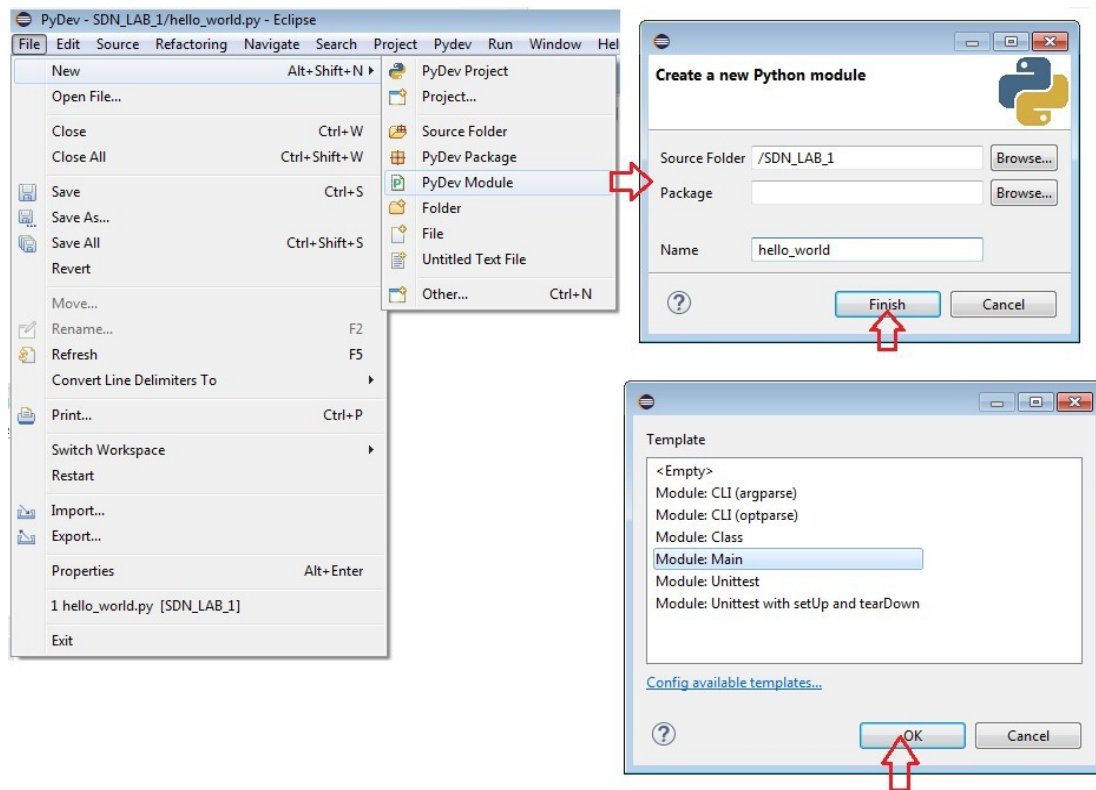 PyDev - SDN_LAB_1/hello_world.py - Eclipse
File Edit Source Refactoring Navigate Search Project Pydev Run Window Hel
New Alt+Shift+N
Open File...
Close Ctrl+W
Close All Ctrl+Shift+W
Save Ctrl+S
Save As...
Save All Ctrl+Shift+S
Revert
Move...
Rename... F2
Refresh F5
Convert Line Delimiters To
Print... Ctrl+P
Switch Workspace
Restart
Import...
Export...
Properties Alt+Enter
1 hello_world.py [SDN_LAB_1]
Exit
PyDev Project
Project...
Source Folder
PyDev Package
PyDev Module
Folder
File
Untitled Text File
Other... Ctrl+N
Create a new Python module
Source Folder /SDN_LAB_1 Browse...
Package Browse...
Name hello_world
Finish Cancel
Template
<Empty>
Module: CLI (argparse)
Module: CLI (optparse)
Module: Class
Module: Main
Module: Unittest
Module: Unittest with setUp and tearDown
Config available templates...
OK Cancel